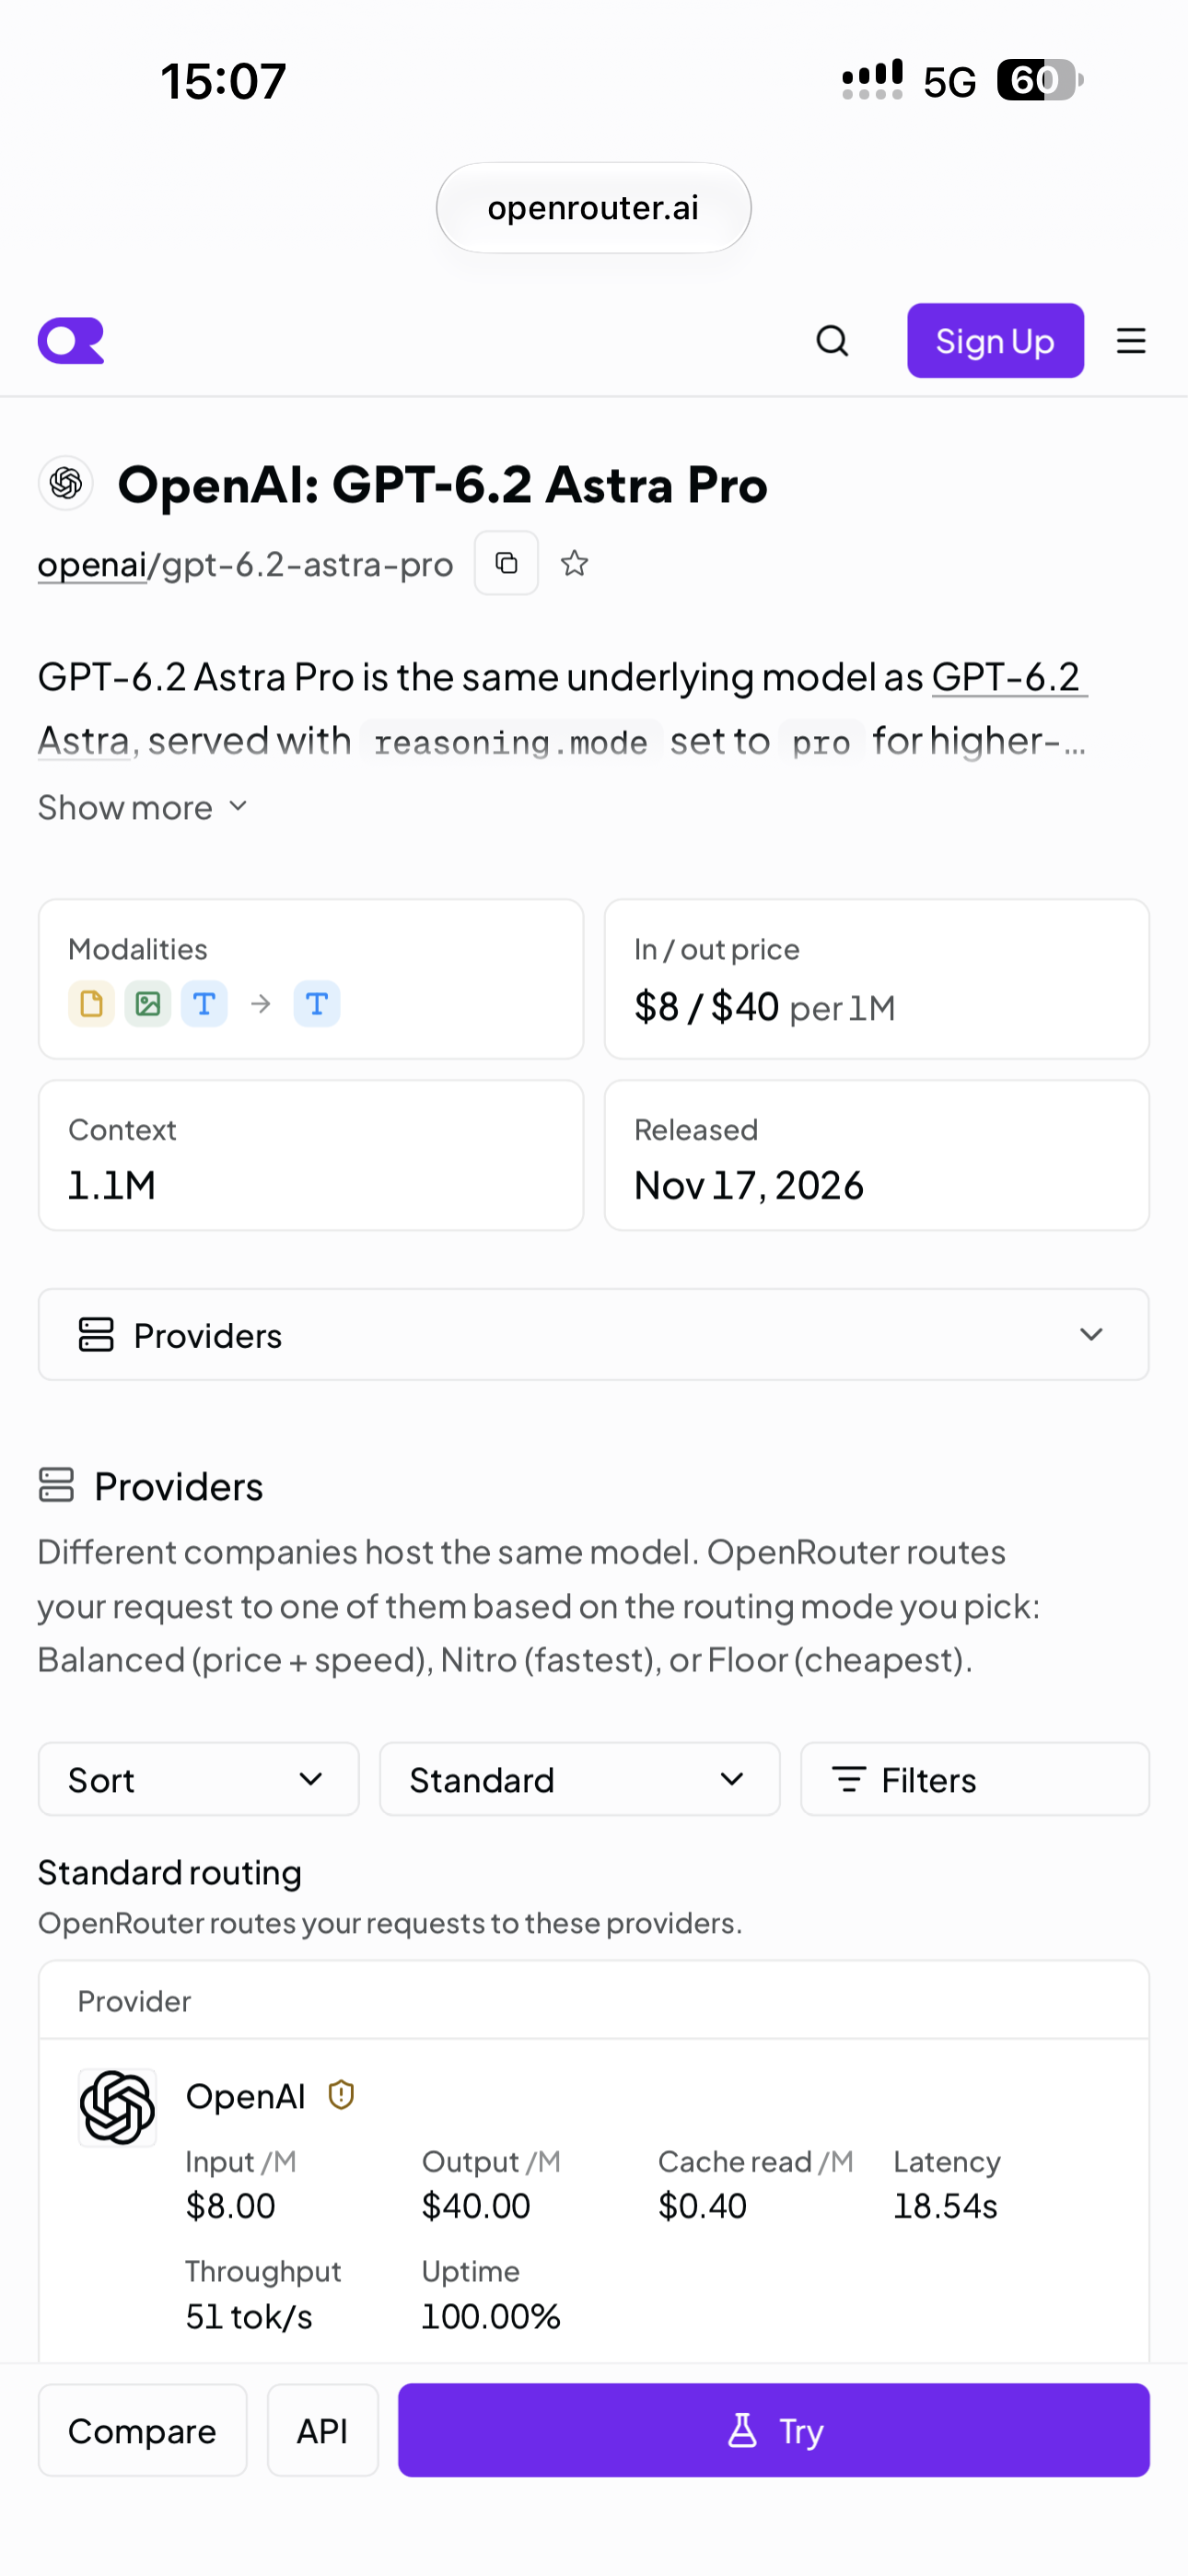 15:07
5G
60
openrouter.ai
Sign Up
OpenAI: GPT-6.2 Astra Pro
openai/gpt-6.2-astra-pro
GPT-6.2 Astra Pro is the same underlying model as GPT-6.2
Astra, served with reasoning.mode set to pro for higher-...
Show more
Modalities
In / out price
$8 / $40 per 1M
Context
1.1M
Released
Nov 17, 2026
Providers
Providers
Different companies host the same model. OpenRouter routes
your request to one of them based on the routing mode you pick:
Balanced (price + speed), Nitro (fastest), or Floor (cheapest).
Sort
Standard
Filters
Standard routing
OpenRouter routes your requests to these providers.
Provider
OpenAI
Input /M
Output /M
Cache read /M
Latency
$8.00
$40.00
$0.40
18.54s
Throughput
Uptime
51 tok/s
100.00%
Compare
API
Try